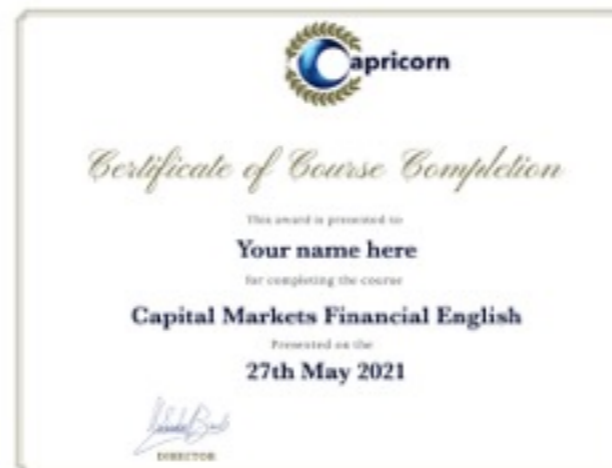 Capricorn
Certificate of Course Completion
This award is presented to
Your name here
for completing the course
Capital Markets Financial English
Presented on the
27th May 2021
DIRECTOR